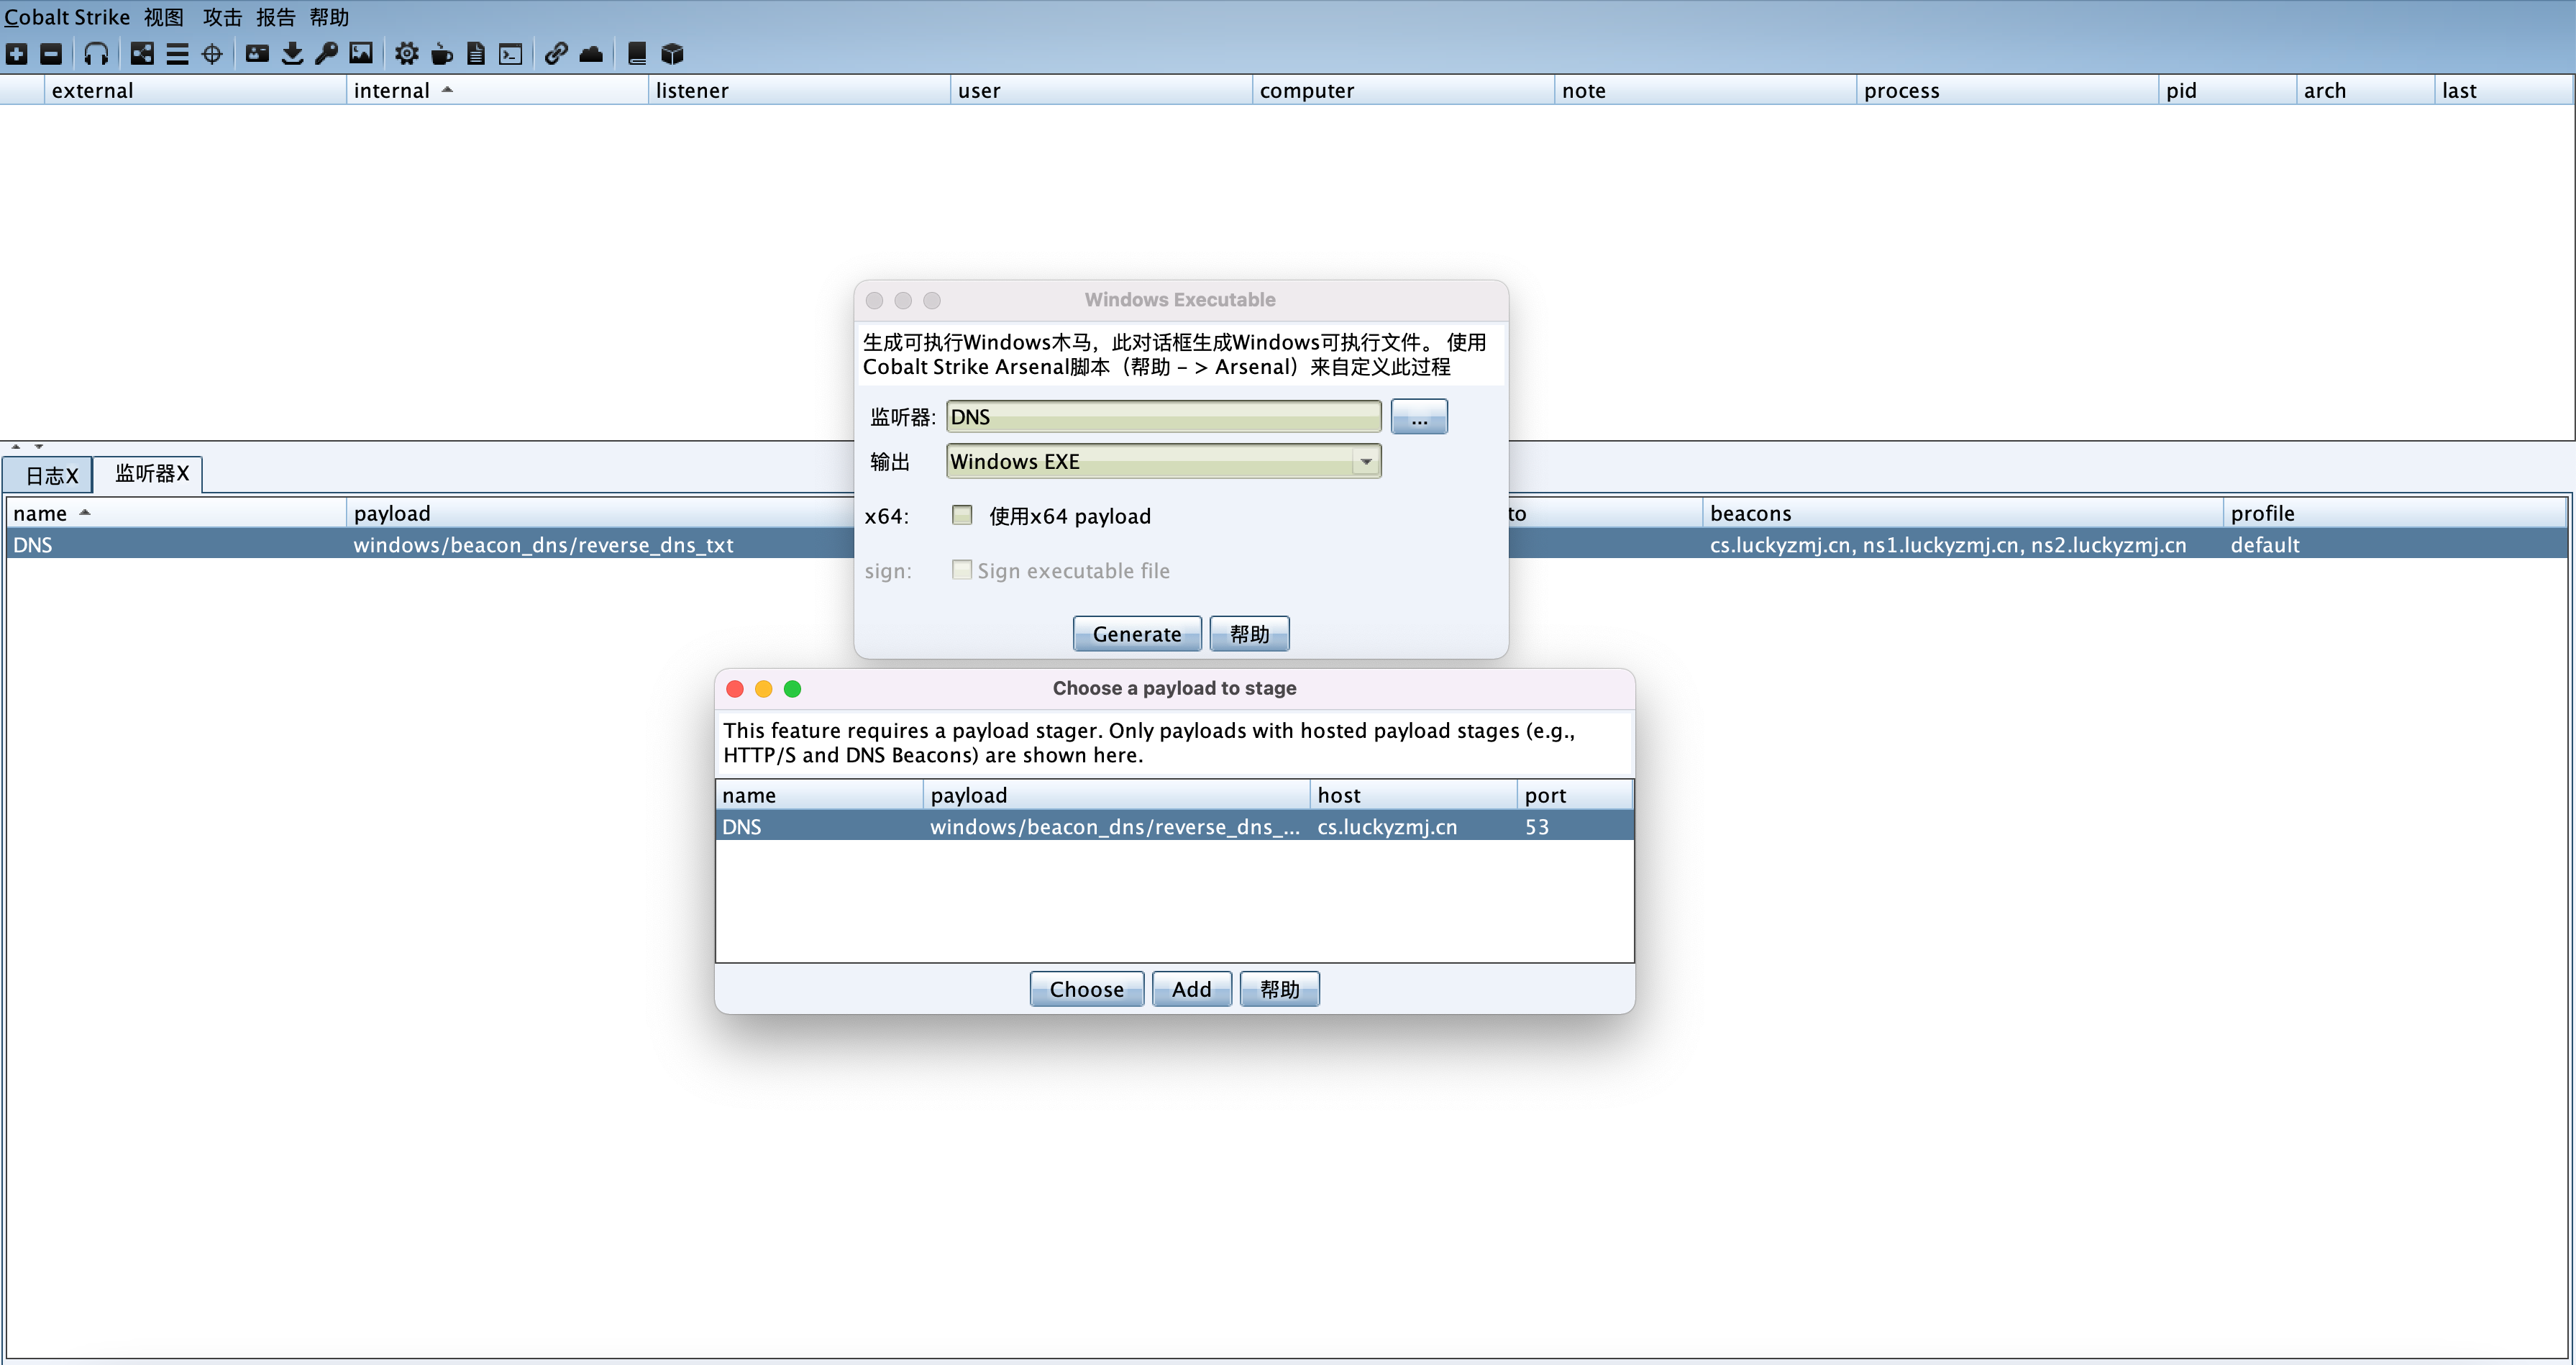 Cobalt Strike 视图 攻击 报告 帮助
external internal listener user computer note process pid arch last
Windows Executable
生成可执行Windows木马，此对话框生成Windows可执行文件。 使用
Cobalt Strike Arsenal脚本（帮助 – > Arsenal）来自定义此过程
监听器: DNS ...
输出 Windows EXE
x64: 使用x64 payload
sign: Sign executable file
Generate 帮助
日志X 监听器X
name payload to beacons profile
DNS windows/beacon_dns/reverse_dns_txt cs.luckyzmj.cn, ns1.luckyzmj.cn, ns2.luckyzmj.cn default
Choose a payload to stage
This feature requires a payload stager. Only payloads with hosted payload stages (e.g.,
HTTP/S and DNS Beacons) are shown here.
name payload host port
DNS windows/beacon_dns/reverse_dns_... cs.luckyzmj.cn 53
Choose Add 帮助